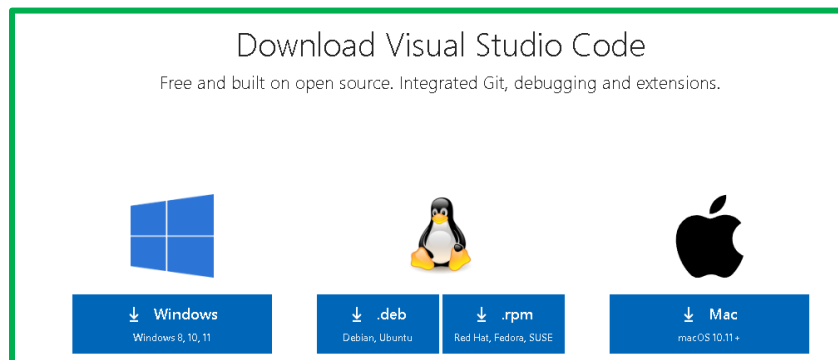 Download Visual Studio Code
Free and built on open source. Integrated Git, debugging and extensions.
Windows
Windows 8, 10, 11
.deb
Debian, Ubuntu
.rpm
Red Hat, Fedora, SUSE
Mac
macOS 10.11+